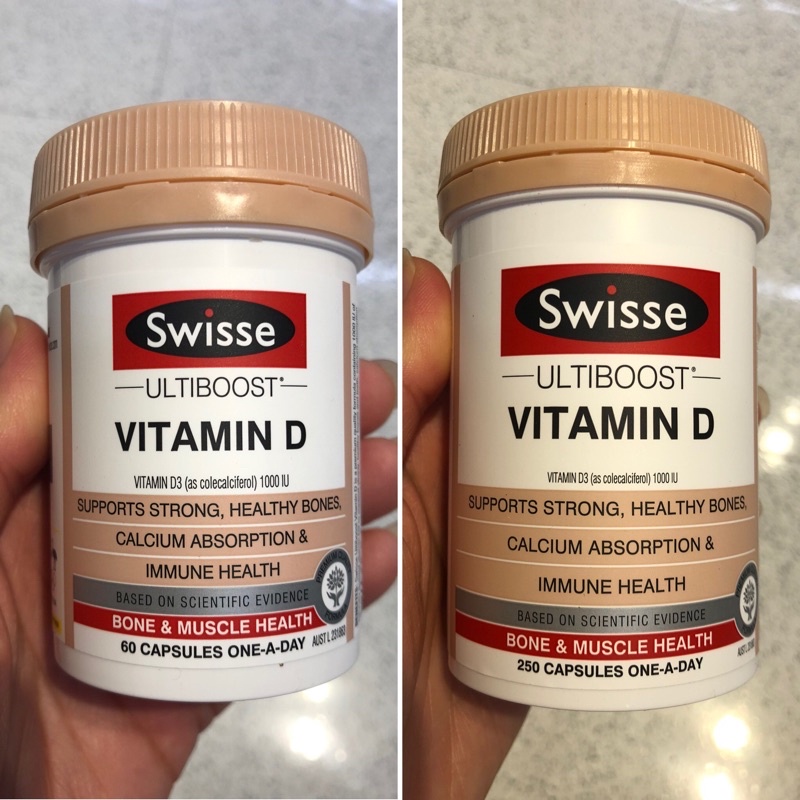 Swisse
ULTIBOOST®
VITAMIN D
VITAMIN D3 (as colecalciferol) 1000 IU
SUPPORTS STRONG, HEALTHY BONES,
CALCIUM ABSORPTION &
IMMUNE HEALTH
BASED ON SCIENTIFIC EVIDENCE
BONE & MUSCLE HEALTH
60 CAPSULES ONE-A-DAY
AUST L 231863
Swisse
ULTIBOOST®
VITAMIN D
VITAMIN D3 (as colecalciferol) 1000 IU
SUPPORTS STRONG, HEALTHY BONES,
CALCIUM ABSORPTION &
IMMUNE HEALTH
BASED ON SCIENTIFIC EVIDENCE
BONE & MUSCLE HEALTH
250 CAPSULES ONE-A-DAY